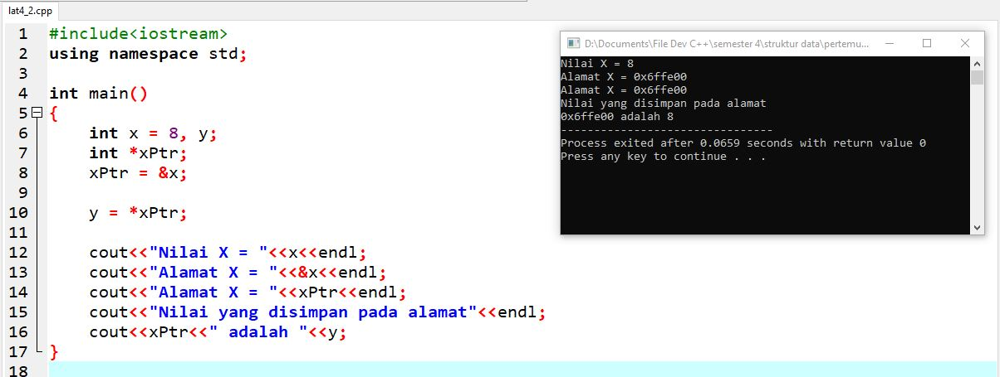 lat4_2.cpp
1 #include<iostream>
2 using namespace std;
3
4 int main()
5 {
6 int x = 8, y;
7 int *xPtr;
8 xPtr = &x;
9
10 y = *xPtr;
11
12 cout<<"Nilai X = "<<x<<endl;
13 cout<<"Alamat X = "<<&x<<endl;
14 cout<<"Alamat X = "<<xPtr<<endl;
15 cout<<"Nilai yang disimpan pada alamat"<<endl;
16 cout<<xPtr<<" adalah "<<y;
17 }
18
D:\Documents\File Dev C++\semester 4\struktur data\pertemu...
Nilai X = 8
Alamat X = 0x6ffe00
Alamat X = 0x6ffe00
Nilai yang disimpan pada alamat
0x6ffe00 adalah 8
--------------------------------
Process exited after 0.0659 seconds with return value 0
Press any key to continue . . .